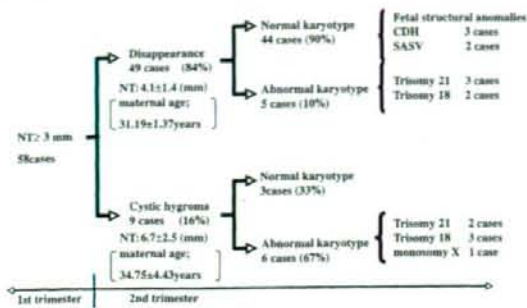 NT≥ 3 mm
58cases
Disappearance
49 cases (84%)
NT: 4.1±1.4 (mm)
maternal age;
31.19±1.37years
Normal karyotype
44 cases (90%)
Fetal structural anomalies
CDH 3 cases
SASV 2 cases
Abnormal karyotype
5 cases (10%)
Trisomy 21 3 cases
Trisomy 18 2 cases
Cystic hygroma
9 cases (16%)
NT: 6.7±2.5 (mm)
maternal age;
34.75±4.43years
Normal karyotype
3cases (33%)
Abnormal karyotype
6 cases (67%)
Trisomy 21 2 cases
Trisomy 18 3 cases
monosomy X 1 case
1st trimester 2nd trimester